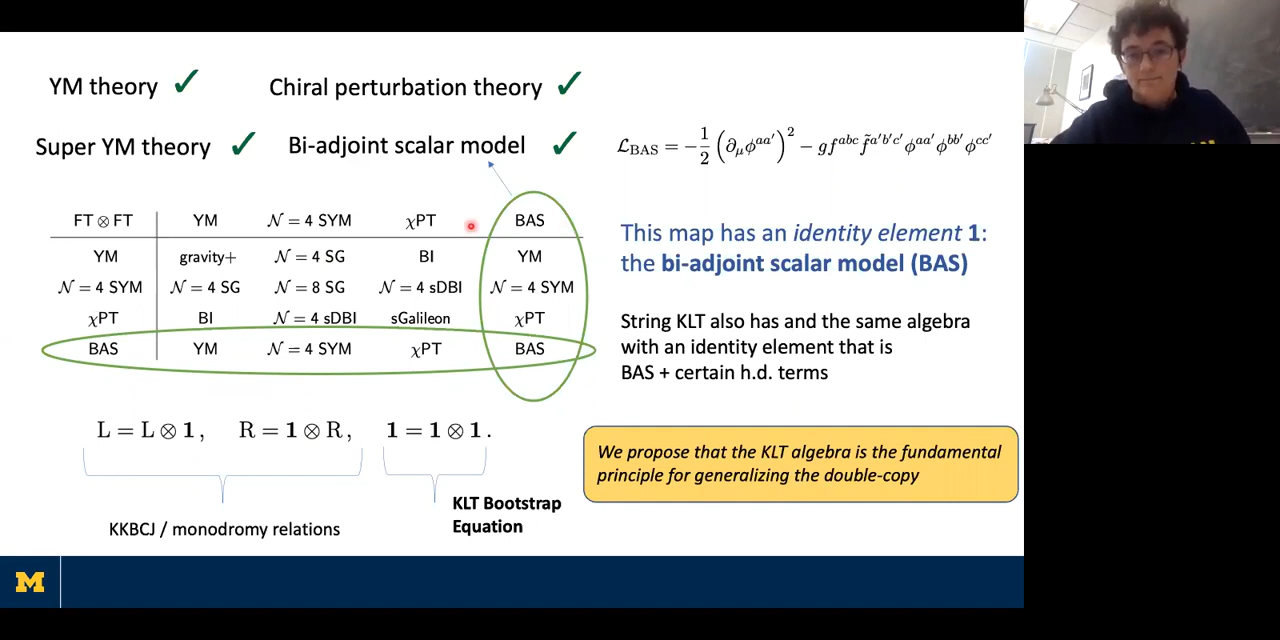 YM theory ✓ Chiral perturbation theory ✓
Super YM theory ✓ Bi-adjoint scalar model ✓
ℒ_BAS = −1/2 (∂_μ ϕ^{aa′})^2 − g f^{abc} f̃^{a′b′c′} ϕ^{aa′} ϕ^{bb′} ϕ^{cc′}
FT ⊗ FT YM 𝒩 = 4 SYM χPT BAS
YM gravity+ 𝒩 = 4 SG BI YM
𝒩 = 4 SYM 𝒩 = 4 SG 𝒩 = 8 SG 𝒩 = 4 sDBI 𝒩 = 4 SYM
χPT BI 𝒩 = 4 sDBI sGalileon χPT
BAS YM 𝒩 = 4 SYM χPT BAS
This map has an identity element 1:
the bi-adjoint scalar model (BAS)
String KLT also has and the same algebra
with an identity element that is
BAS + certain h.d. terms
L = L ⊗ 1, R = 1 ⊗ R, 1 = 1 ⊗ 1.
KKBCJ / monodromy relations
KLT Bootstrap
Equation
We propose that the KLT algebra is the fundamental
principle for generalizing the double-copy
M